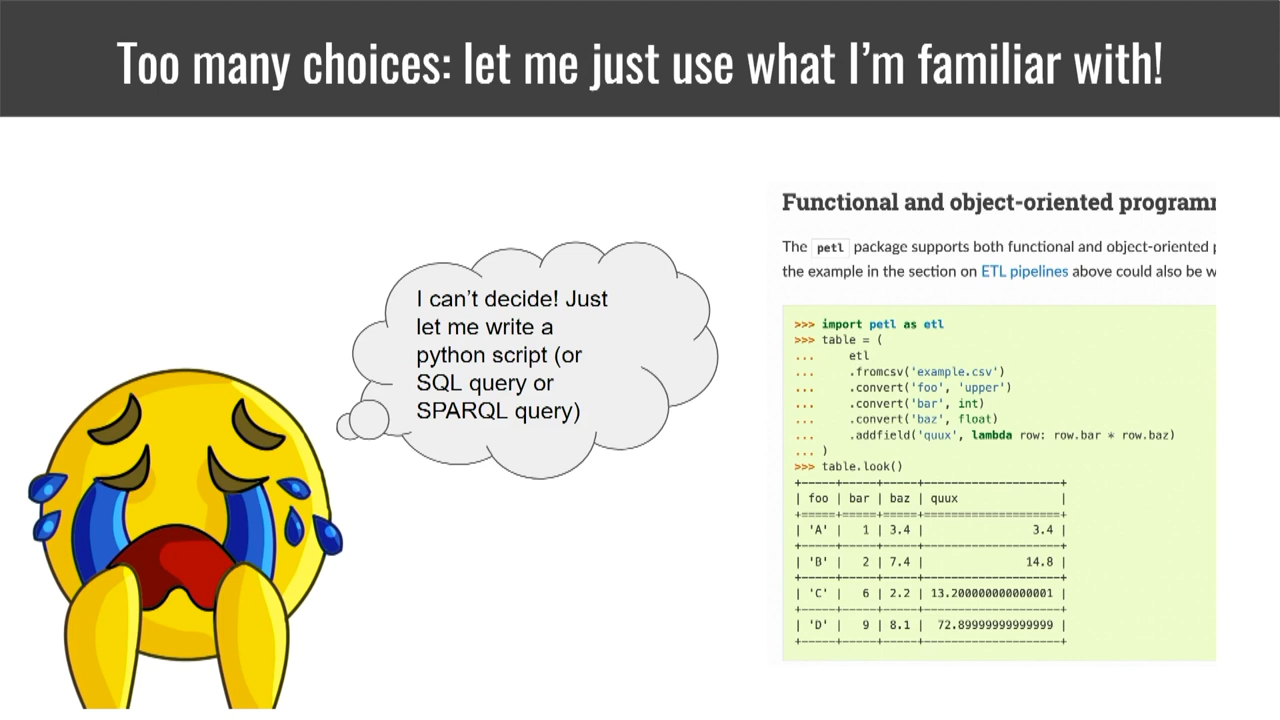 Too many choices: let me just use what I'm familiar with!
I can't decide! Just
let me write a
python script (or
SQL query or
SPARQL query)
Functional and object-oriented
The petl package supports both functional and object-oriented
the example in the section on ETL pipelines above could also be
>>> import petl as etl
>>> table = (
...     etl
...     .fromcsv('example.csv')
...     .convert('foo', 'upper')
...     .convert('bar', int)
...     .convert('baz', float)
...     .addfield('quux', lambda row: row.bar * row.baz)
... )
>>> table.look()
+-----+-----+-----+--------------------+
| foo | bar | baz | quux               |
+=====+=====+=====+====================+
| 'A' |   1 | 3.4 |                3.4 |
+-----+-----+-----+--------------------+
| 'B' |   2 | 7.4 |               14.8 |
+-----+-----+-----+--------------------+
| 'C' |   6 | 2.2 | 13.200000000000001 |
+-----+-----+-----+--------------------+
| 'D' |   9 | 8.1 |  72.89999999999999 |
+-----+-----+-----+--------------------+